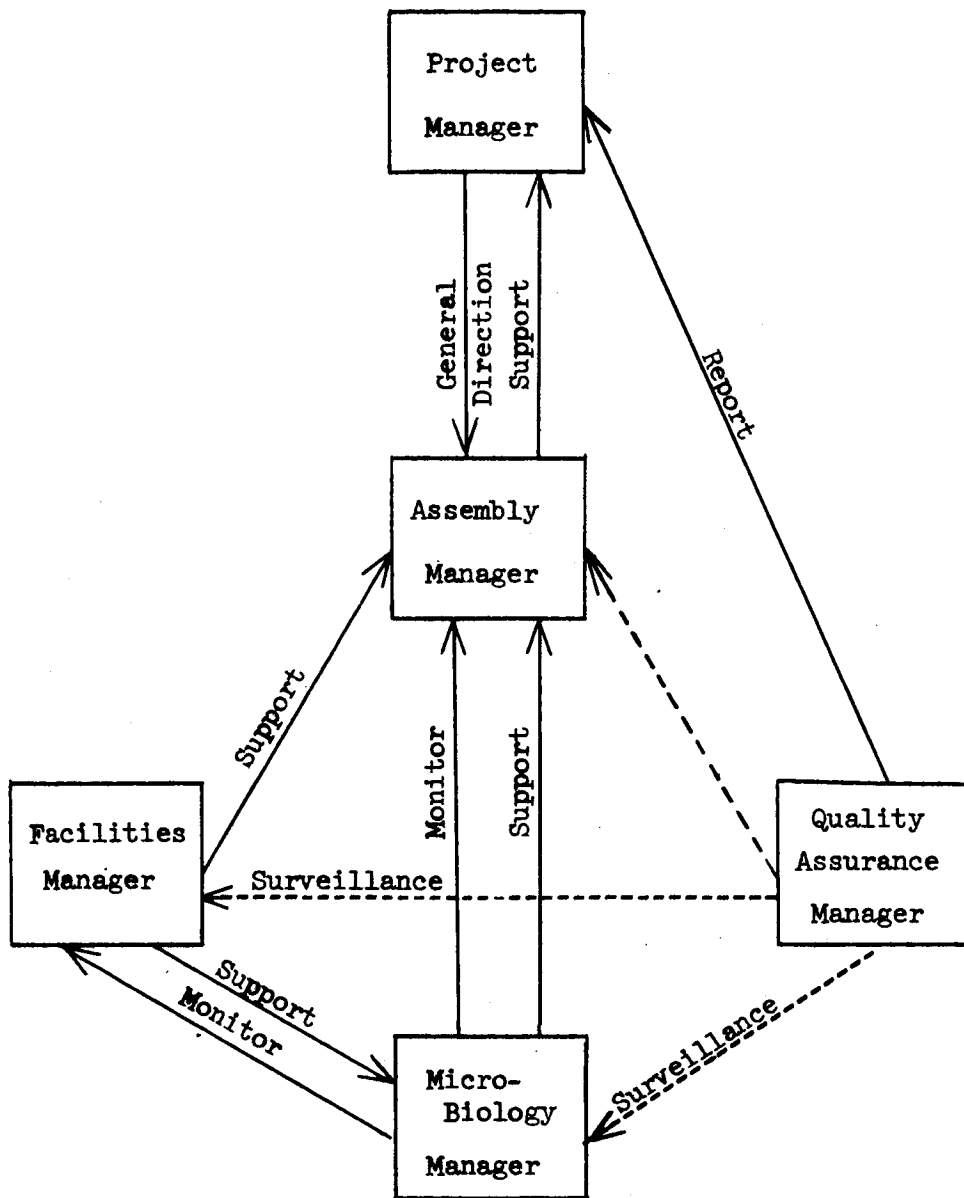 Project
Manager
General
Direction
Support
Report
Assembly
Manager
Support
Monitor
Support
Facilities
Manager
Surveillance
Quality
Assurance
Manager
Support
Monitor
Surveillance
Micro-
Biology
Manager